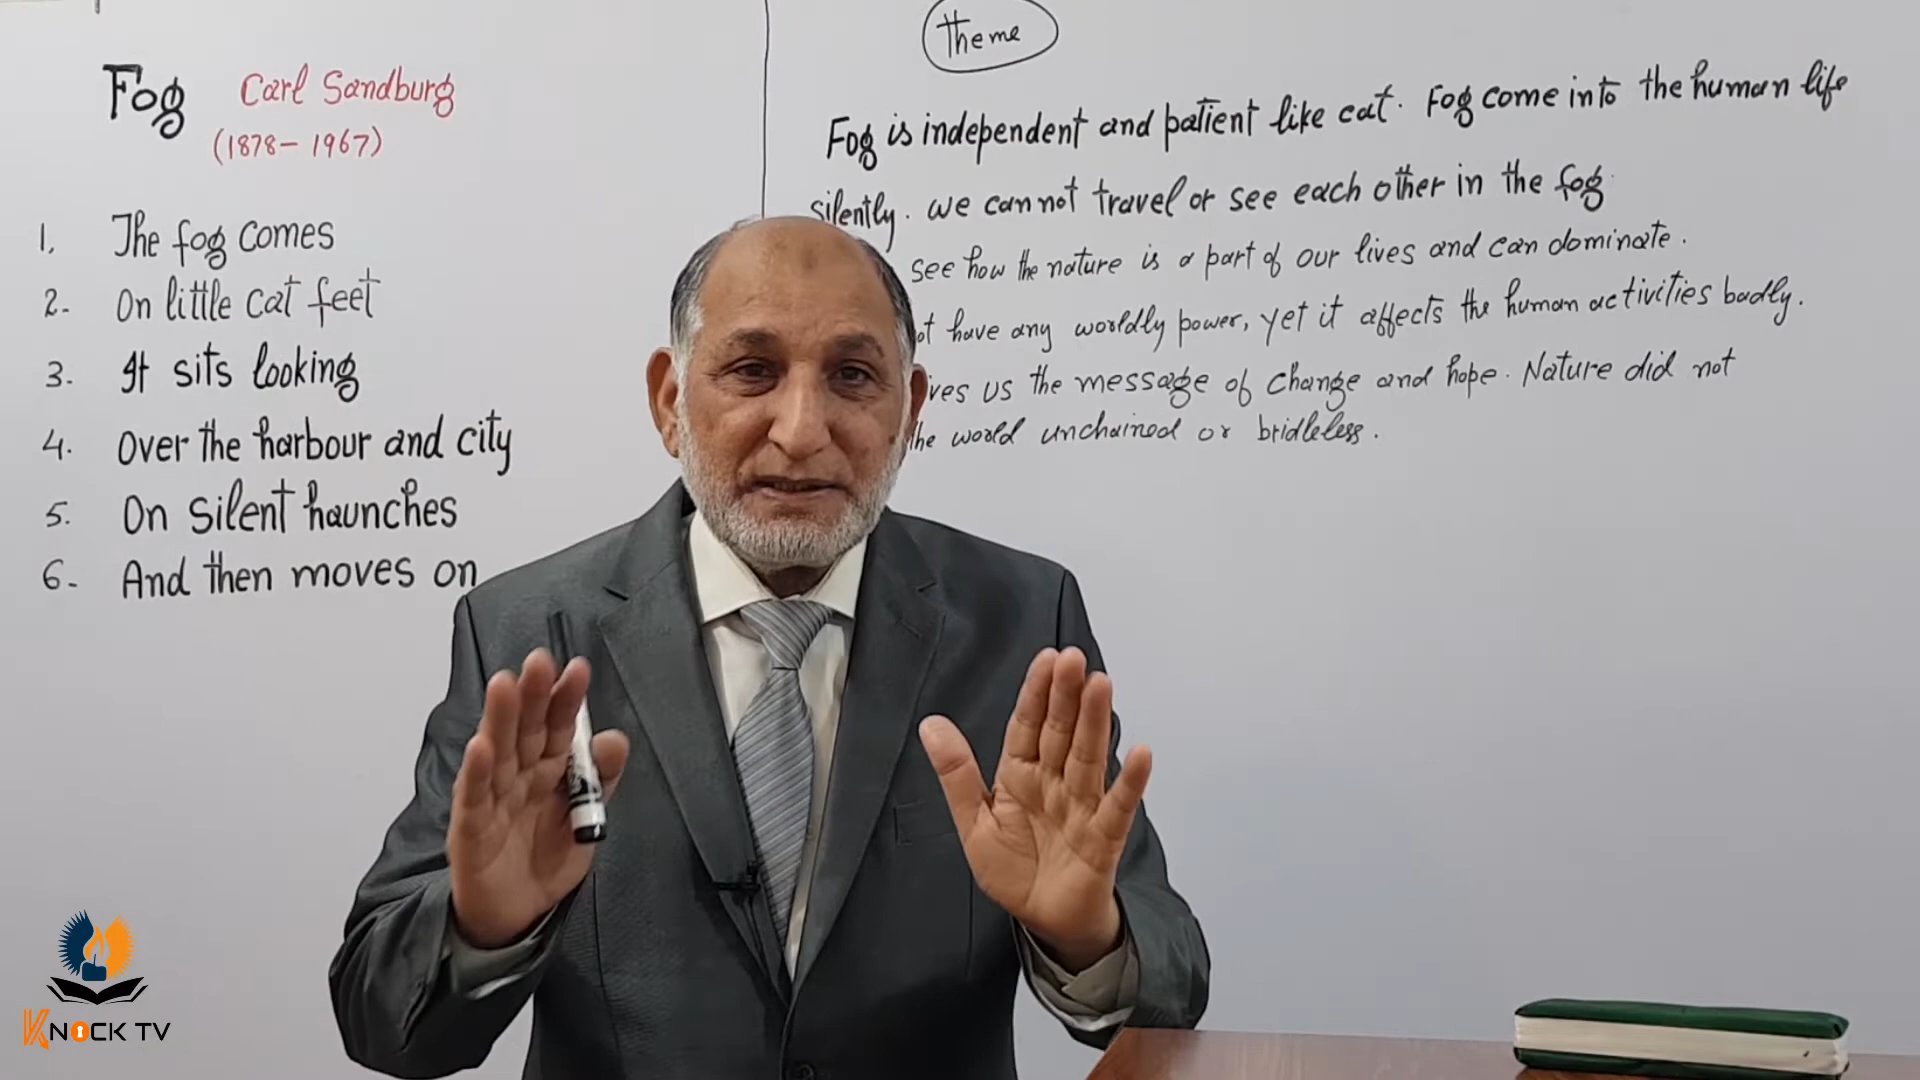 Fog Carl Sandburg
(1878 - 1967)
1. The fog comes
2. On little cat feet
3. It sits looking
4. Over the harbour and city
5. On silent haunches
6. And then moves on
Theme
Fog is independent and patient like cat. Fog come into the human life
silently. we cannot travel or see each other in the fog.
see how the nature is a part of our lives and can dominate.
have any worldly power, yet it affects the human activities badly.
us the message of change and hope. Nature did not
the world unchained or bridleless.
KNOCK TV